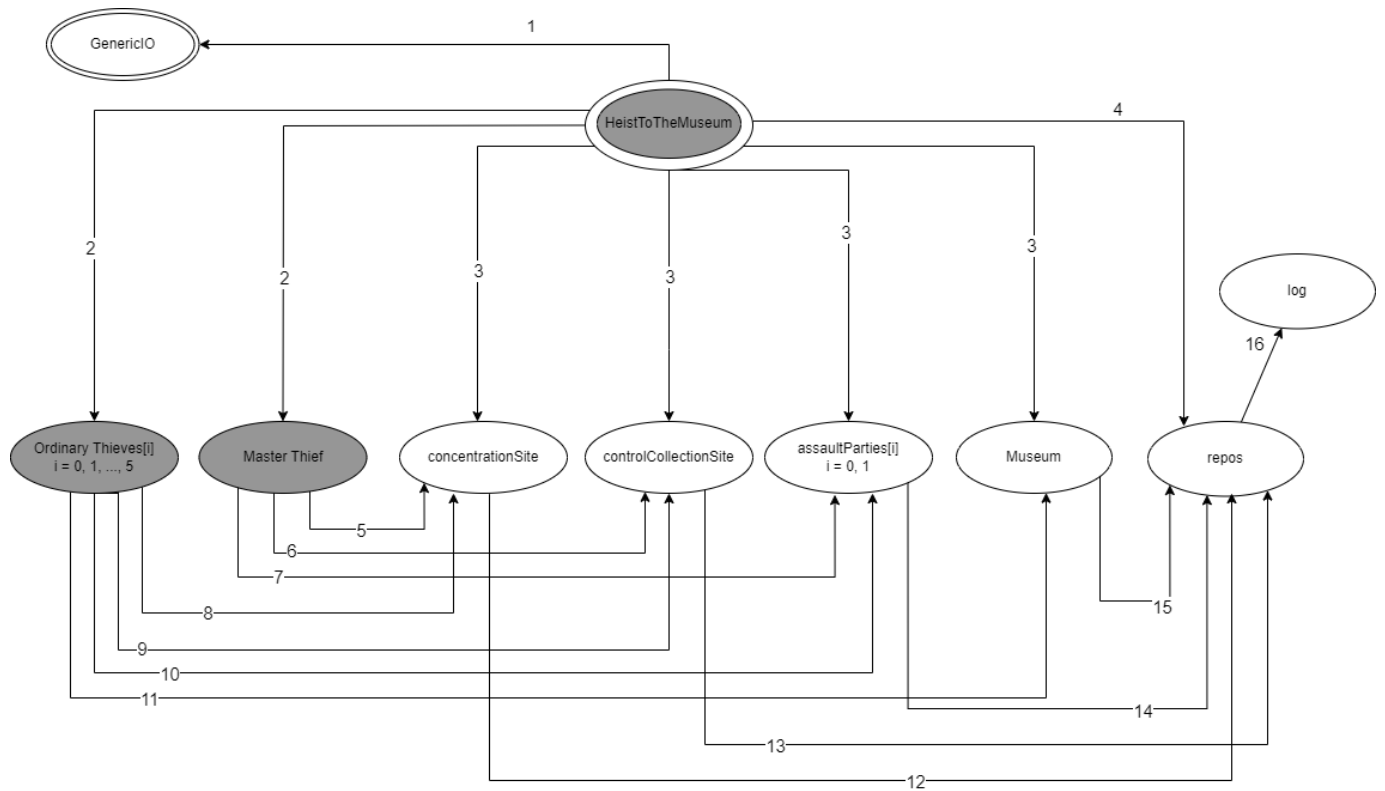 1
GenericIO
HeistToTheMuseum
4
2
2
3
3
3
3
log
16
Ordinary Thieves[i]
i = 0, 1, ..., 5
Master Thief
concentrationSite
controlCollectionSite
assaultParties[i]
i = 0, 1
Museum
repos
5
6
7
8
15
9
10
11
14
13
12